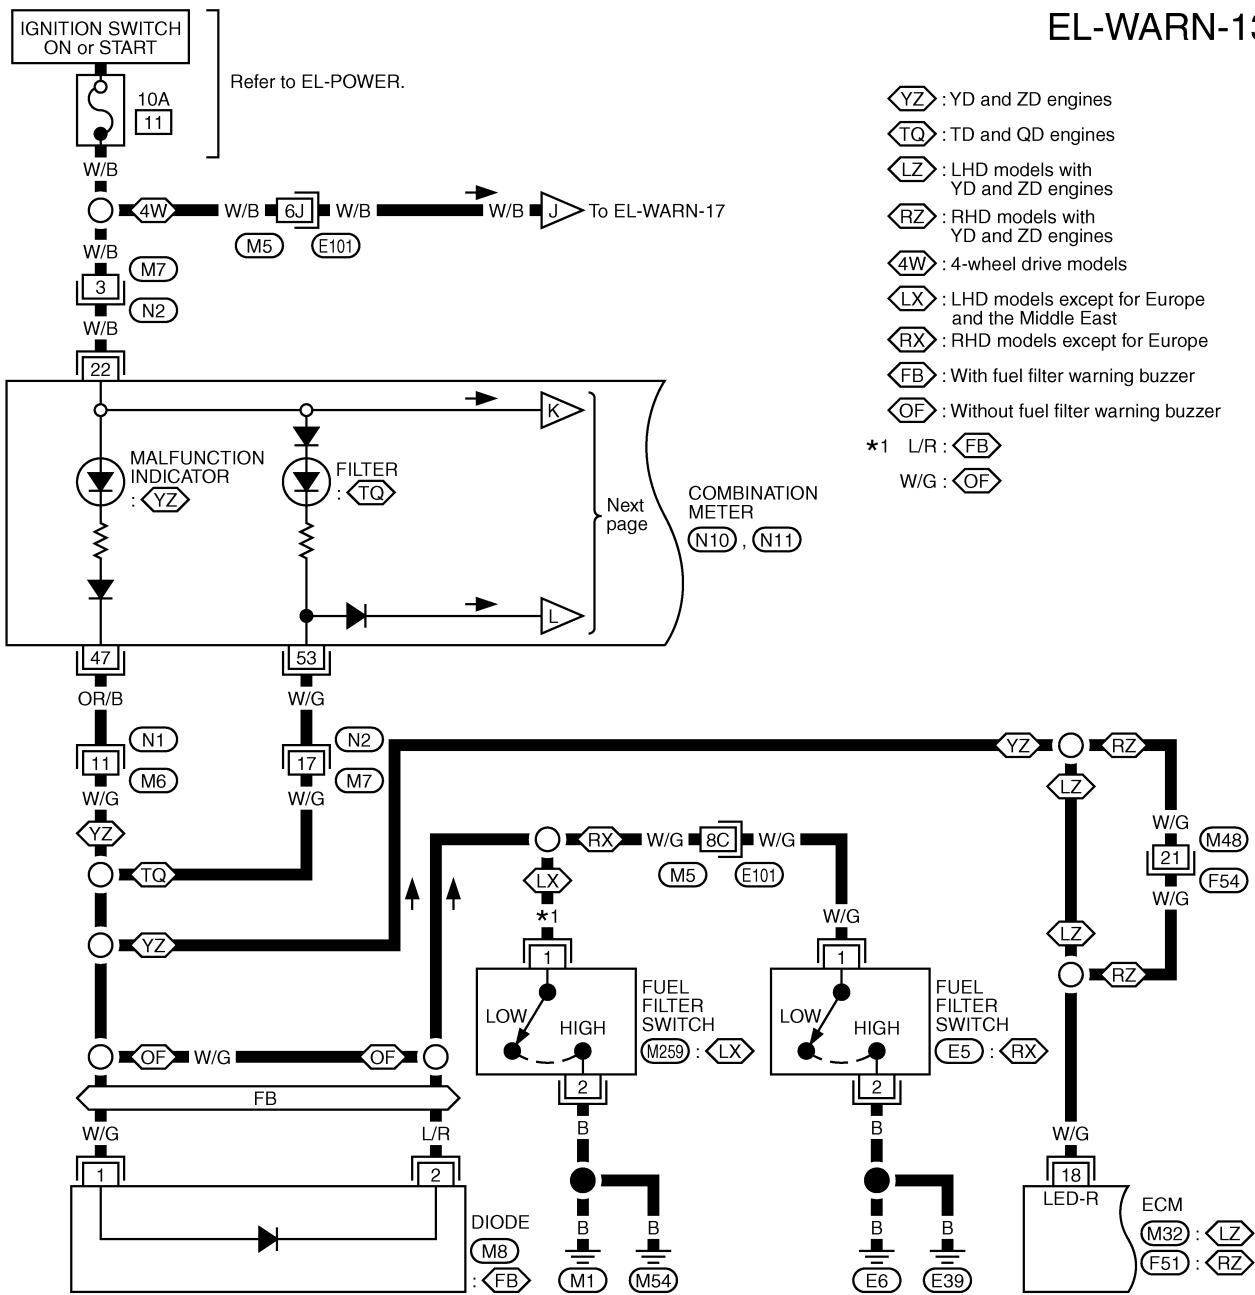 EL-WARN-13
IGNITION SWITCH
ON or START
Refer to EL-POWER.
10A
11
W/B
4W W/B 6J W/B W/B J To EL-WARN-17
M5 E101
W/B
M7
3
N2
W/B
22
YZ : YD and ZD engines
TQ : TD and QD engines
LZ : LHD models with
YD and ZD engines
RZ : RHD models with
YD and ZD engines
4W : 4-wheel drive models
LX : LHD models except for Europe
and the Middle East
RX : RHD models except for Europe
FB : With fuel filter warning buzzer
OF : Without fuel filter warning buzzer
*1 L/R : FB
W/G : OF
K
MALFUNCTION
INDICATOR
: YZ
FILTER
: TQ
Next
page
COMBINATION
METER
N10 , N11
L
47 53
OR/B W/G
N1 N2
11 17
M6 M7
W/G W/G
YZ
TQ
YZ
YZ RZ
LZ
W/G
M48
21
F54
W/G
LZ
RZ
RX W/G 8C W/G
M5 E101
LX
*1 W/G
1 1
LOW HIGH
FUEL
FILTER
SWITCH
M259 : LX
LOW HIGH
FUEL
FILTER
SWITCH
E5 : RX
2 2
B B
B B B B
M1 M54 E6 E39
OF W/G OF
FB
W/G L/R
1 2
DIODE
M8
: FB
W/G
18
LED-R
ECM
M32 : LZ
F51 : RZ